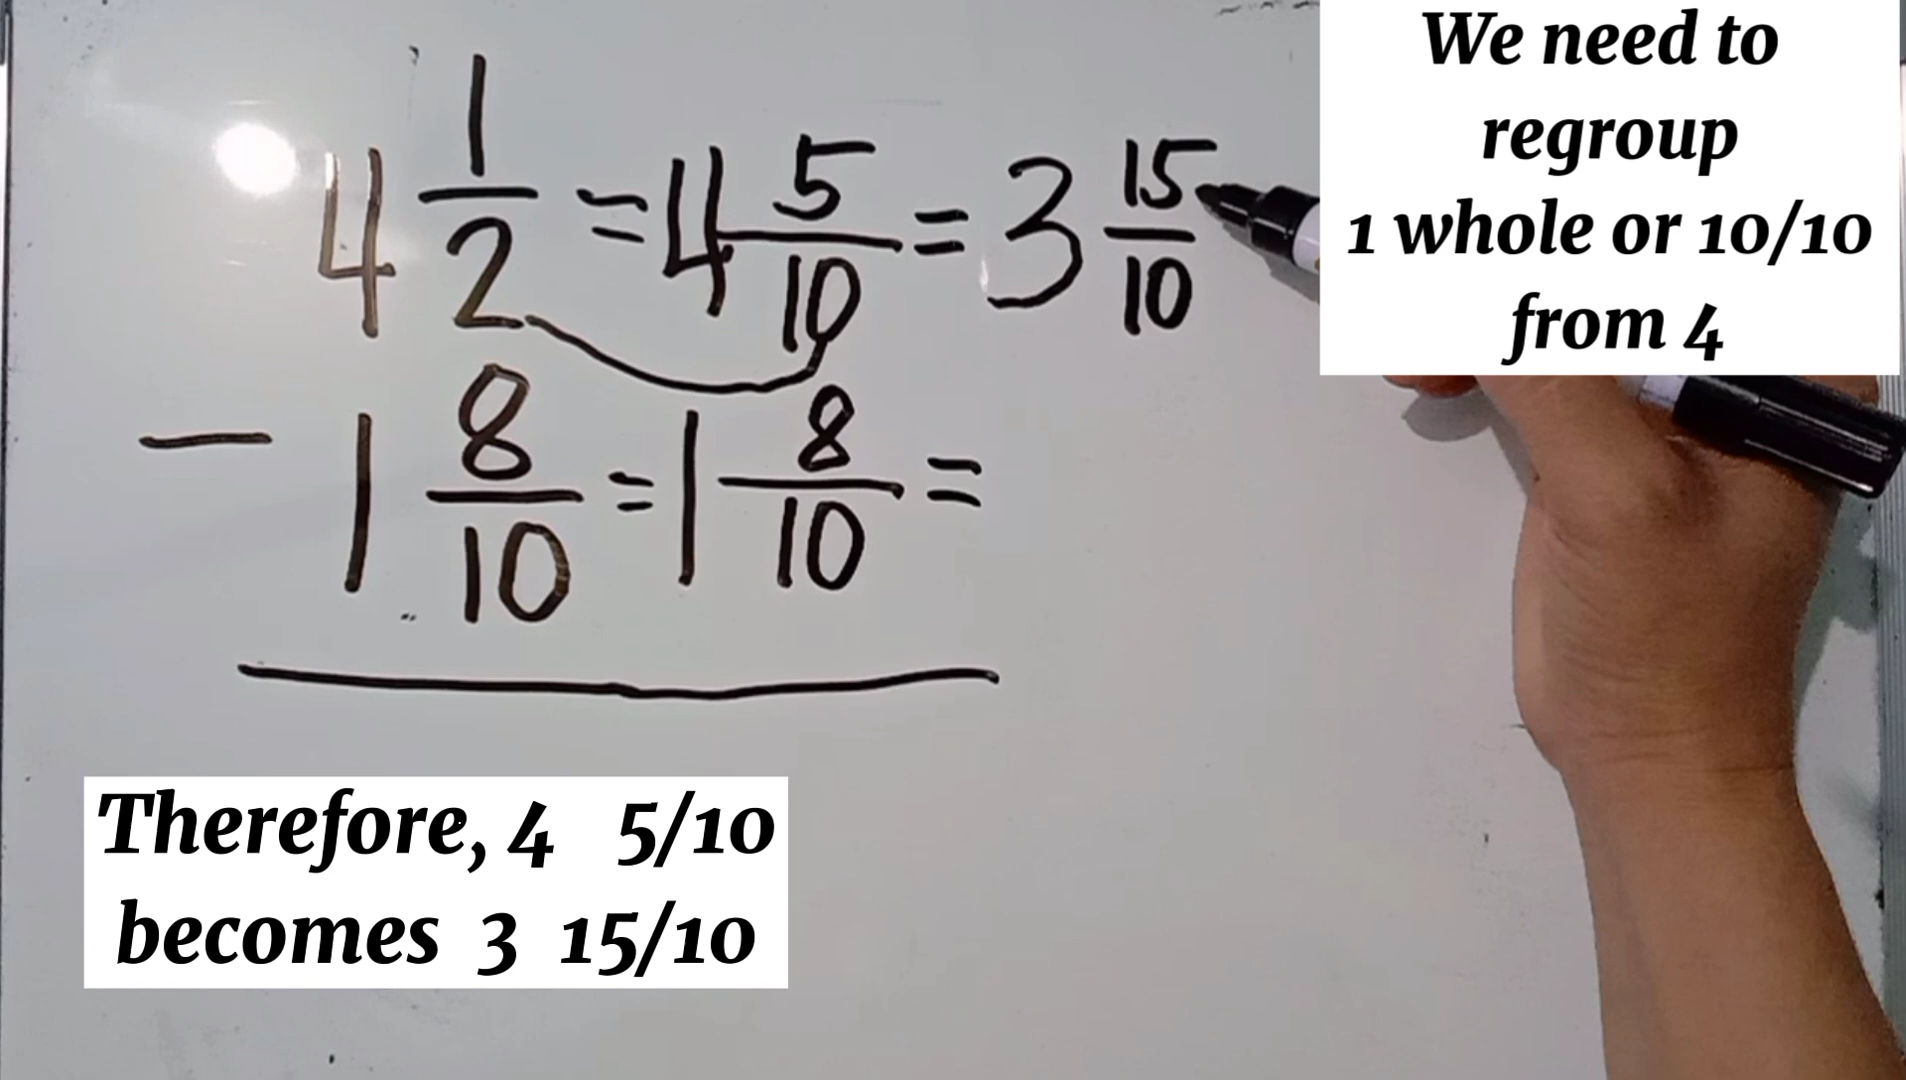 We need to
regroup
1 whole or 10/10
from 4
4 1/2 = 4 5/10 = 3 15/10
- 1 8/10 = 1 8/10 =
Therefore, 4 5/10
becomes 3 15/10